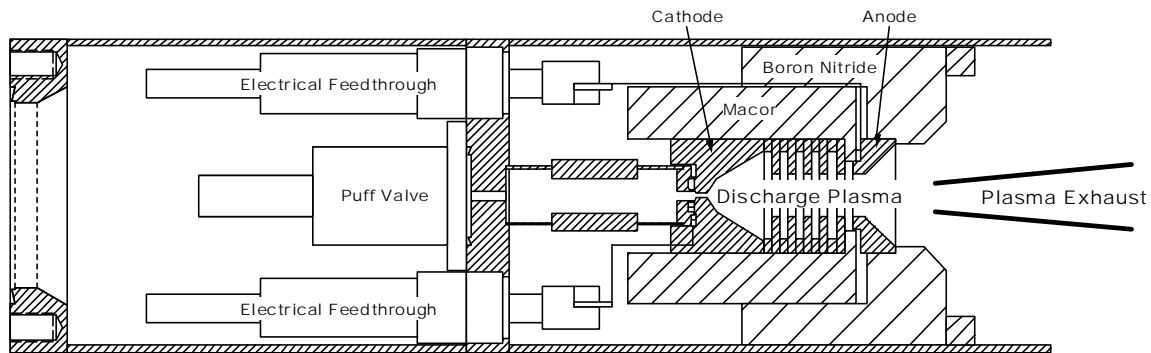 Cathode
Anode
Boron Nitride
Electrical Feedthrough
Macor
Puff Valve
Discharge Plasma
Plasma Exhaust
Electrical Feedthrough